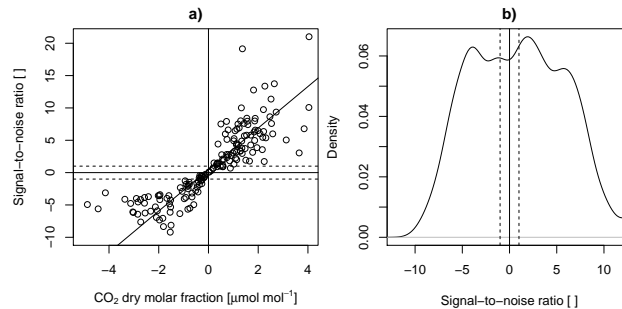 a)
Signal−to−noise ratio [ ]
20
15
10
5
0
−5
−10
−4 −2 0 2 4
CO₂ dry molar fraction [μmol mol⁻¹]
b)
Density
0.06
0.04
0.02
0.00
−10 −5 0 5 10
Signal−to−noise ratio [ ]